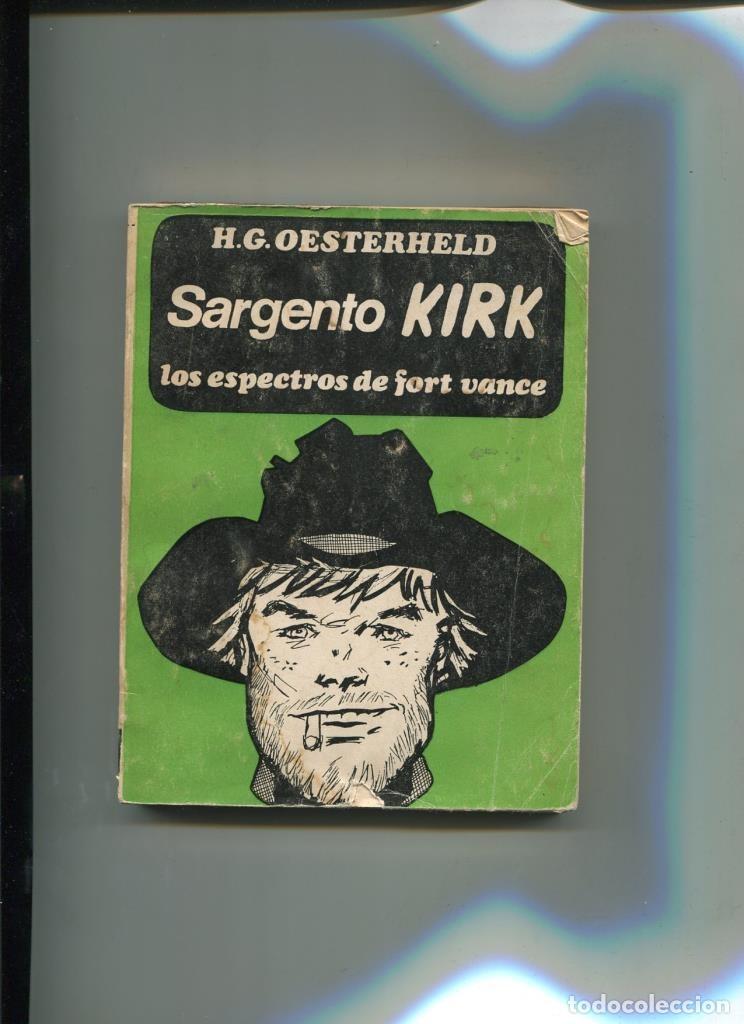 H.G.OESTERHELD
Sargento KIRK
los espectros de fort vance
todocoleccion